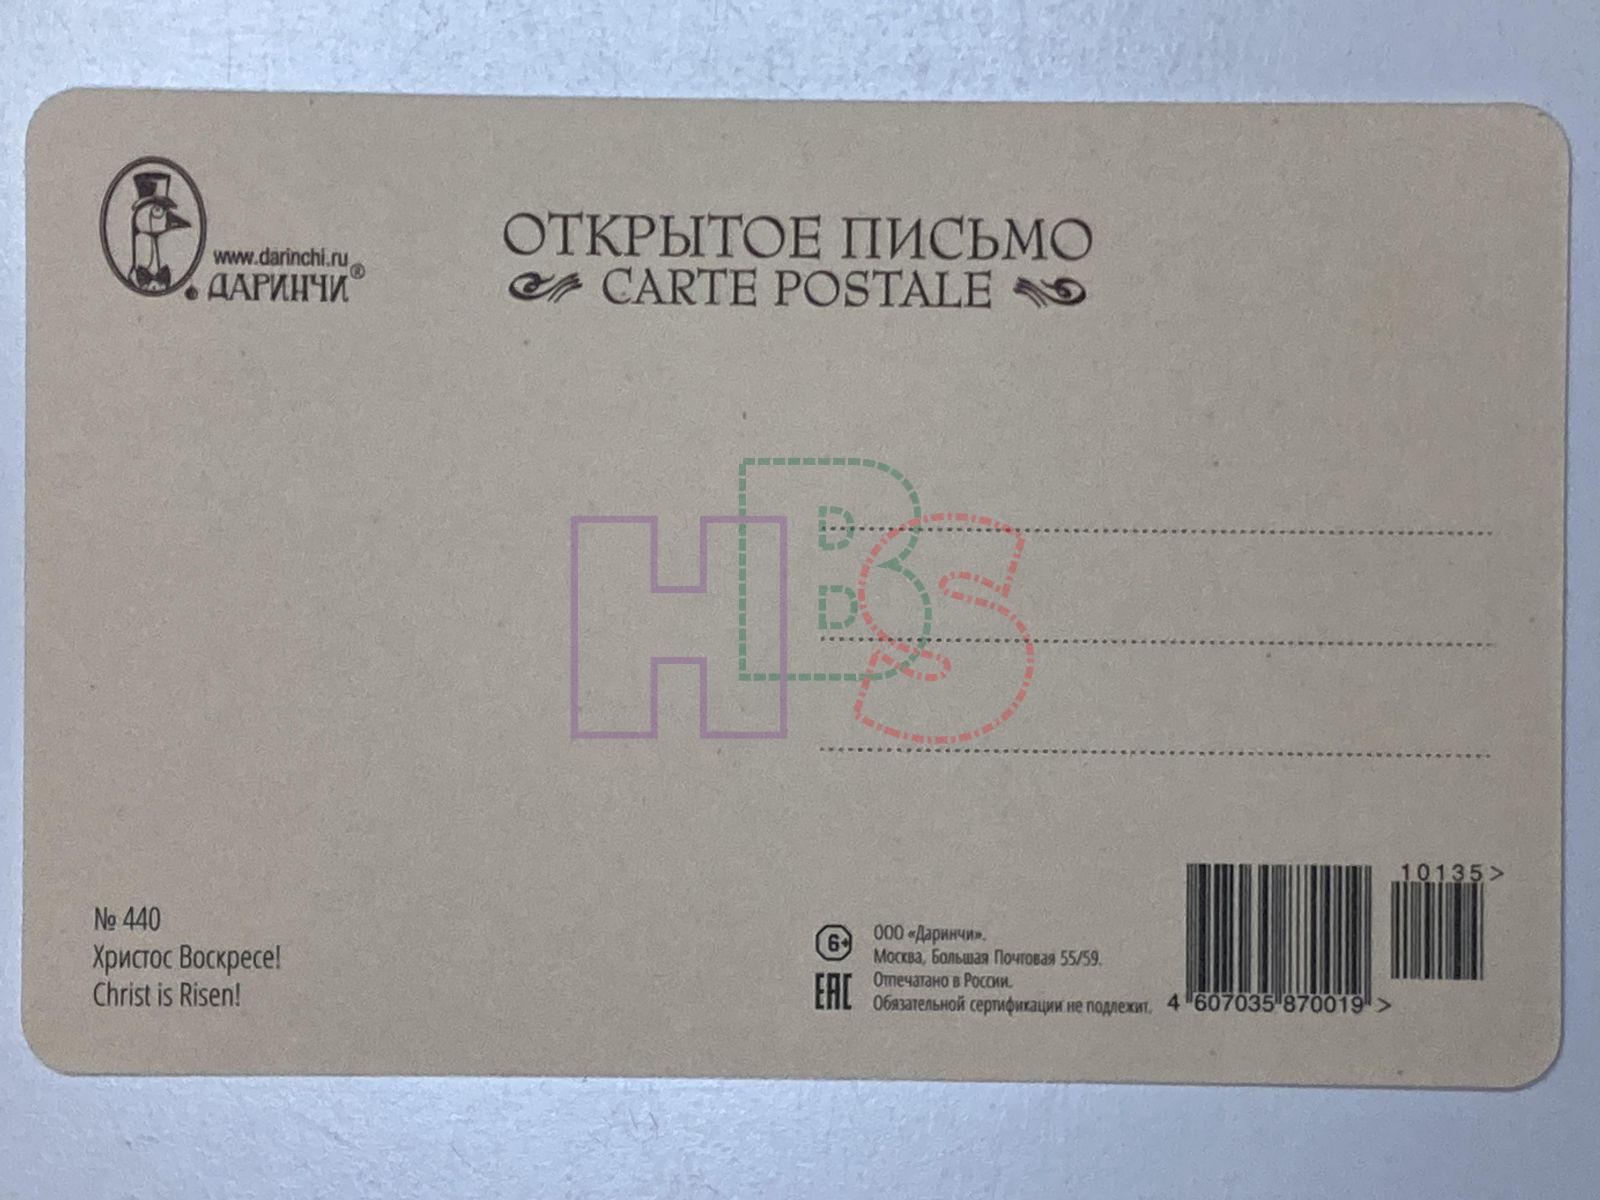 www.darinchi.ru
ДАРИНЧИ®
ОТКРЫТОЕ ПИСЬМО
CARTE POSTALE
HBS
№ 440
Христос Воскресе!
Christ is Risen!
6+
EAC
ООО «Даринчи».
Москва, Большая Почтовая 55/59.
Отпечатано в России.
Обязательной сертификации не подлежит.
10135>
4 607035 870019 >